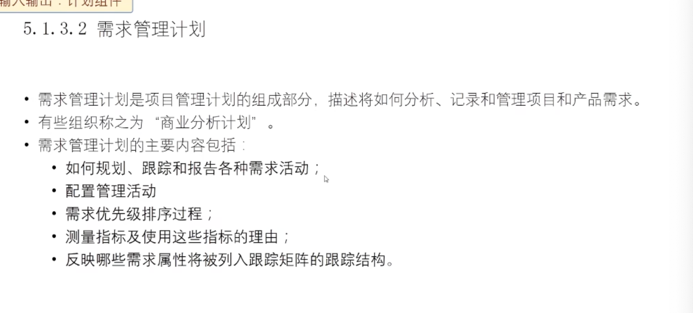 输入输出：计划组件
5.1.3.2 需求管理计划
• 需求管理计划是项目管理计划的组成部分，描述将如何分析、记录和管理项目和产品需求。
• 有些组织称之为“商业分析计划”。
• 需求管理计划的主要内容包括：
• 如何规划、跟踪和报告各种需求活动；
• 配置管理活动
• 需求优先级排序过程；
• 测量指标及使用这些指标的理由；
• 反映哪些需求属性将被列入跟踪矩阵的跟踪结构。